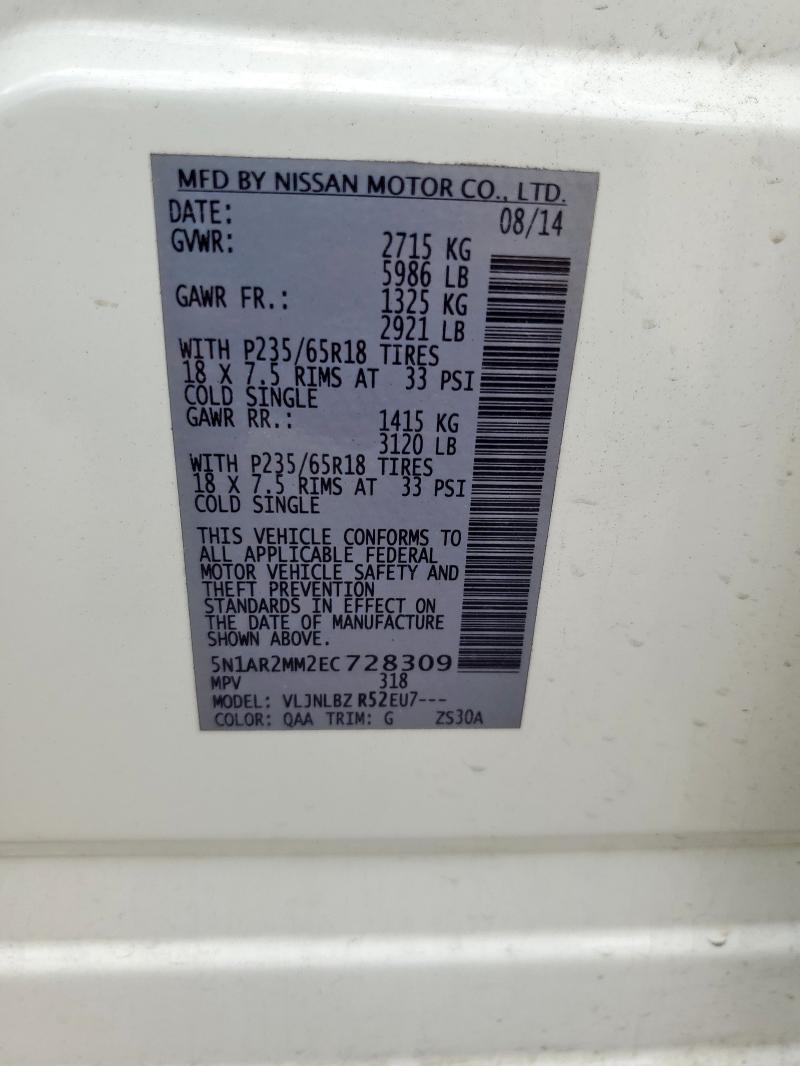 MFD BY NISSAN MOTOR CO., LTD.
DATE: 08/14
GVWR: 2715 KG
5986 LB
GAWR FR.: 1325 KG
2921 LB
WITH P235/65R18 TIRES
18 X 7.5 RIMS AT 33 PSI
COLD SINGLE
GAWR RR.: 1415 KG
3120 LB
WITH P235/65R18 TIRES
18 X 7.5 RIMS AT 33 PSI
COLD SINGLE
THIS VEHICLE CONFORMS TO
ALL APPLICABLE FEDERAL
MOTOR VEHICLE SAFETY AND
THEFT PREVENTION
STANDARDS IN EFFECT ON
THE DATE OF MANUFACTURE
SHOWN ABOVE.
5N1AR2MM2EC728309
MPV 318
MODEL: VLJNLBZ R52EU7---
COLOR: QAA TRIM: G ZS30A